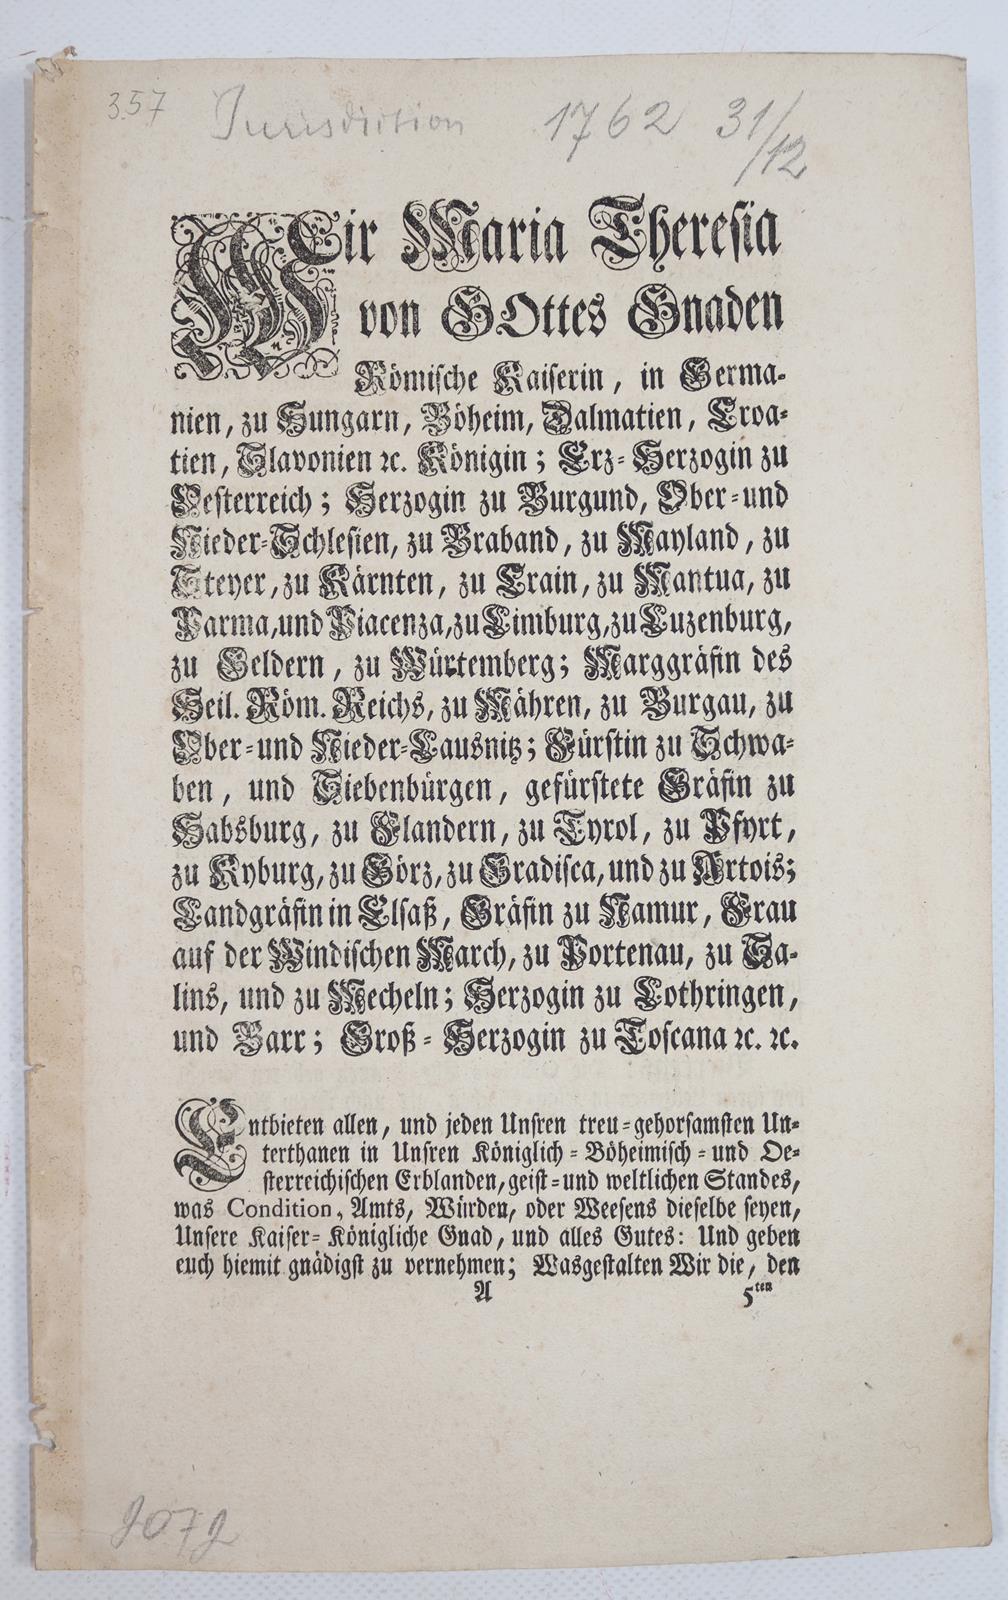 357 Jurisdiction 1762 31/12
WEir Maria Theresia
von GOttes Gnaden
Römische Kaiserin, in Germa-
nien, zu Hungarn, Böheim, Dalmatien, Croa-
tien, Slavonien ꝛc. Königin; Erz-Herzogin zu
Oesterreich; Herzogin zu Burgund, Ober-und
Nieder-Schlesien, zu Braband, zu Mayland, zu
Steyer, zu Kärnten, zu Crain, zu Mantua, zu
Parma, und Piacenza, zu Limburg, zu Luzenburg,
zu Geldern, zu Würtemberg; Marggräfin des
Heil. Röm. Reichs, zu Mähren, zu Burgau, zu
Ober-und Nieder-Lausnitz; Fürstin zu Schwa-
ben, und Siebenbürgen, gefürstete Gräfin zu
Habsburg, zu Flandern, zu Tyrol, zu Pfyrt,
zu Kyburg, zu Görz, zu Gradisca, und zu Artois;
Landgräfin in Elsaß, Gräfin zu Namur, Frau
auf der Windischen March, zu Portenau, zu Sa-
lins, und zu Mecheln; Herzogin zu Lothringen,
und Barr; Groß-Herzogin zu Toscana ꝛc. ꝛc.
Entbieten allen, und jeden Unsren treu-gehorsamsten Un-
terthanen in Unsren Königlich-Böheimisch-und Oe-
sterreichischen Erblanden, geist-und weltlichen Standes,
was Condition, Amts, Würden, oder Weesens dieselbe seyen,
Unsere Kaiser-Königliche Gnad, und alles Gutes: Und geben
euch hiemit gnädigst zu vernehmen; Wasgestalten Wir die, den
A 5ten
2072